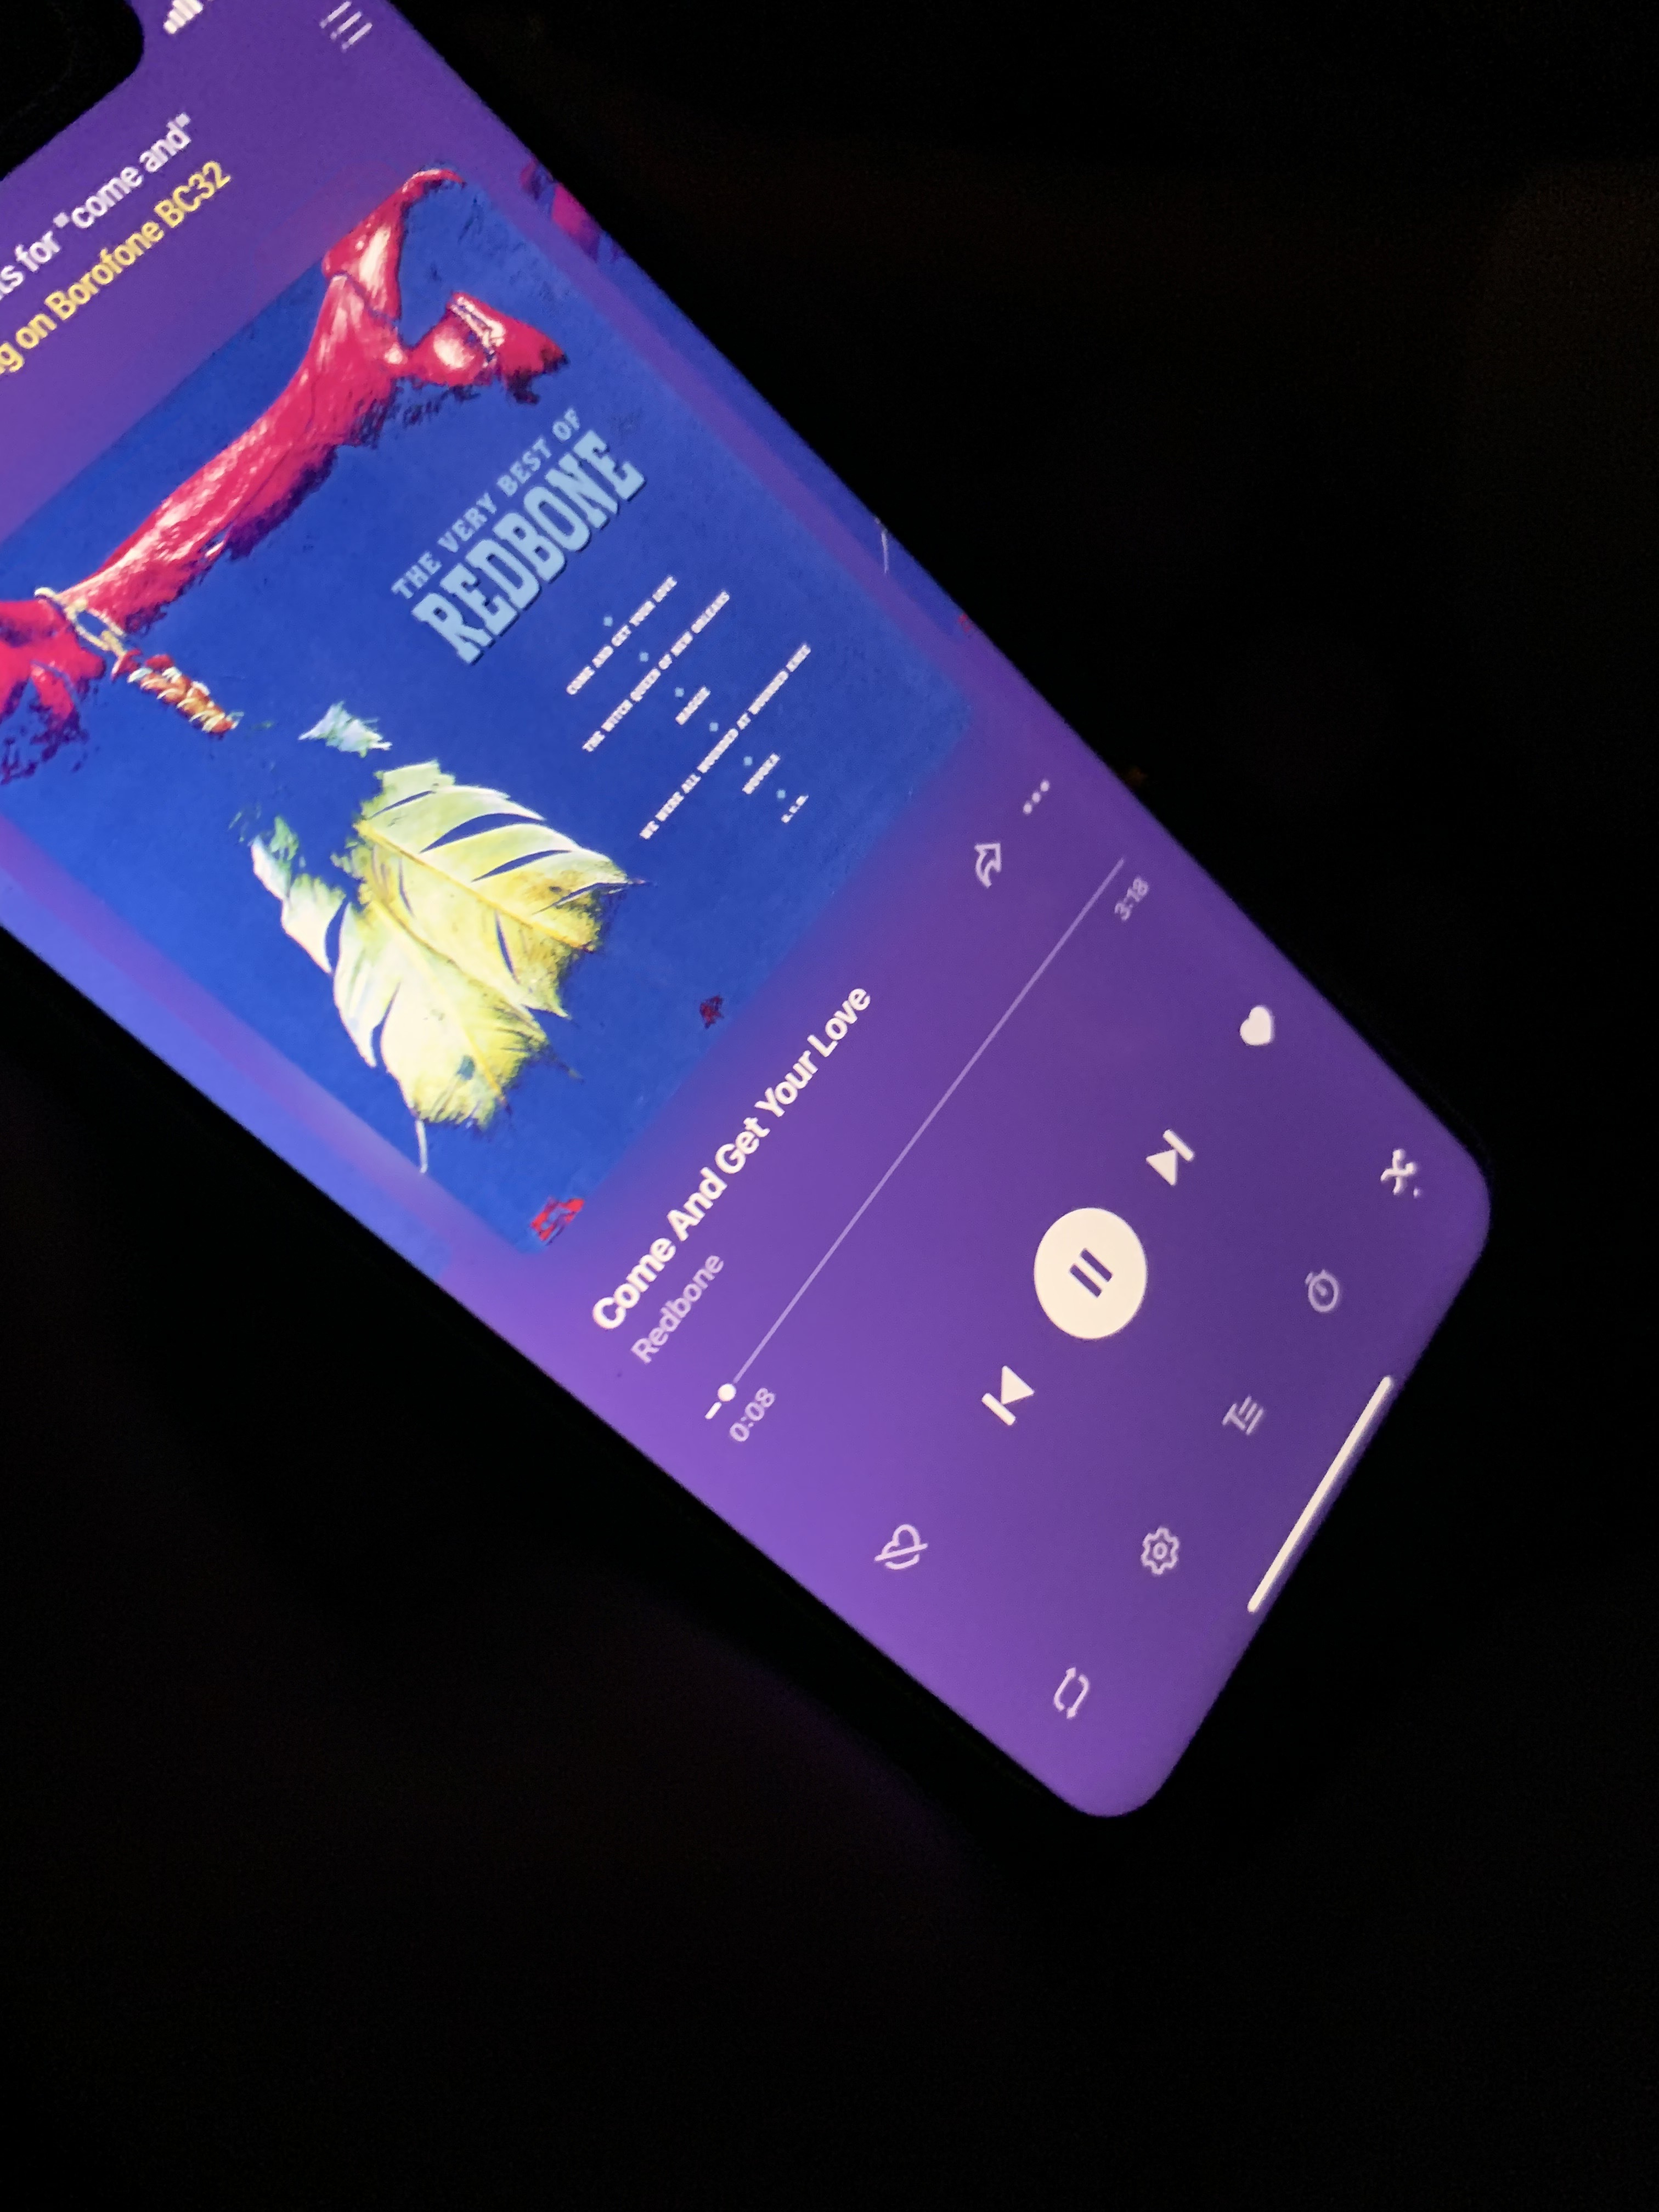 ts for "come and"
g on Borofone BC32
THE VERY BEST OF
REDBONE
COME AND GET YOUR LOVE
THE WITCH QUEEN OF NEW ORLEANS
MAGGIE
WE WERE ALL WOUNDED AT WOUNDED KNEE
WOVOKA
Come And Get Your Love
Redbone
0:08
3:18